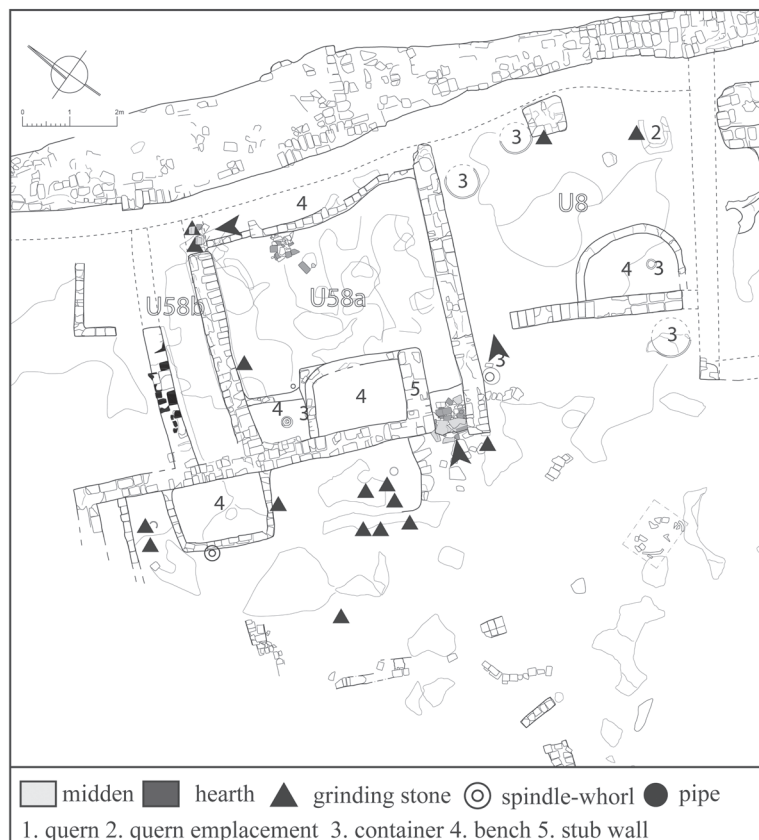 0 1 2m
3
2
4
3
U8
4 3
U58b
U58a
3
3
4
5
4
3
4
midden hearth grinding stone spindle-whorl pipe
1. quern 2. quern emplacement 3. container 4. bench 5. stub wall